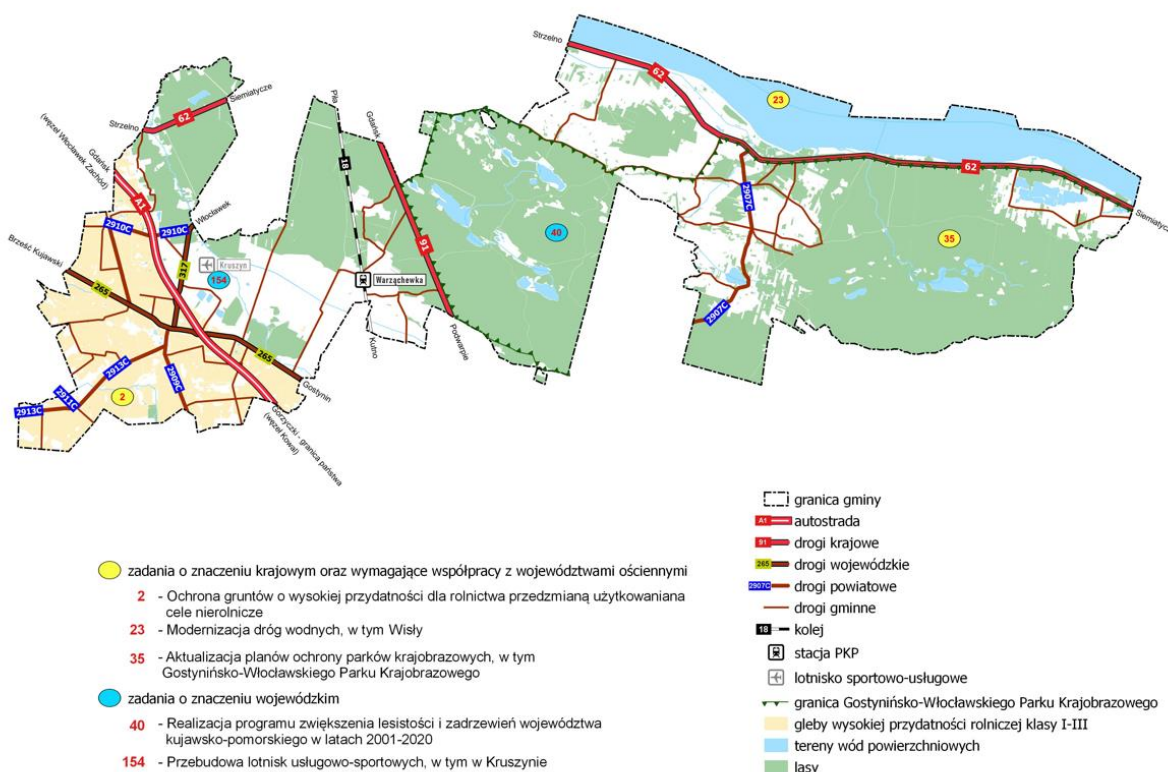 Strzelno
62
23
Siemiatycze
62
Strzelno
Gdańsk
(węzeł Włocławek Zachód)
A1
Piła
18
Gdańsk
91
40
2907C
62
Siemiatycze
35
Włocławek
2910C
2910C
317
Kruszyn
154
Brześć Kujawski
265
Warząchewka
265
Kutno
Podwarpie
2907C
Gostynin
2913C
2909C
2
2911C
2913C
Gorzyczki - granica państwa
(węzeł Kowal)
granica gminy
A1 autostrada
91 drogi krajowe
265 drogi wojewódzkie
2907C drogi powiatowe
drogi gminne
18 kolej
stacja PKP
lotnisko sportowo-usługowe
granica Gostynińsko-Włocławskiego Parku Krajobrazowego
gleby wysokiej przydatności rolniczej klasy I-III
tereny wód powierzchniowych
lasy
zadania o znaczeniu krajowym oraz wymagające współpracy z województwami ościennymi
2 - Ochrona gruntów o wysokiej przydatności dla rolnictwa przedzmianą użytkowaniana
cele nierolnicze
23 - Modernizacja dróg wodnych, w tym Wisły
35 - Aktualizacja planów ochrony parków krajobrazowych, w tym
Gostynińsko-Włocławskiego Parku Krajobrazowego
zadania o znaczeniu wojewódzkim
40 - Realizacja programu zwiększenia lesistości i zadrzewień województwa
kujawsko-pomorskiego w latach 2001-2020
154 - Przebudowa lotnisk usługowo-sportowych, w tym w Kruszynie